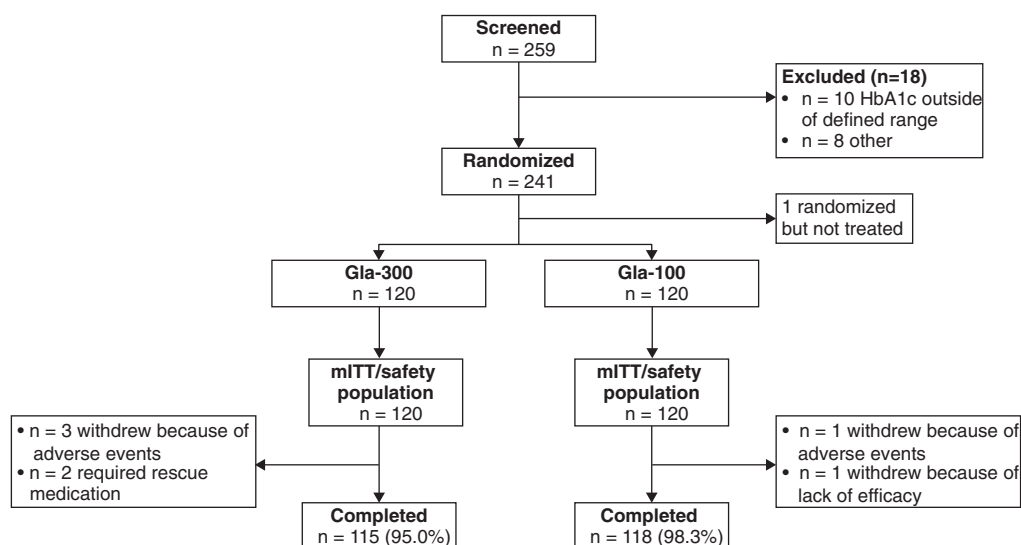 Screened
n = 259
Excluded (n=18)
• n = 10 HbA1c outside
of defined range
• n = 8 other
Randomized
n = 241
1 randomized
but not treated
Gla-300
n = 120
Gla-100
n = 120
mITT/safety
population
n = 120
mITT/safety
population
n = 120
• n = 3 withdrew because of
adverse events
• n = 2 required rescue
medication
• n = 1 withdrew because of
adverse events
• n = 1 withdrew because of
lack of efficacy
Completed
n = 115 (95.0%)
Completed
n = 118 (98.3%)